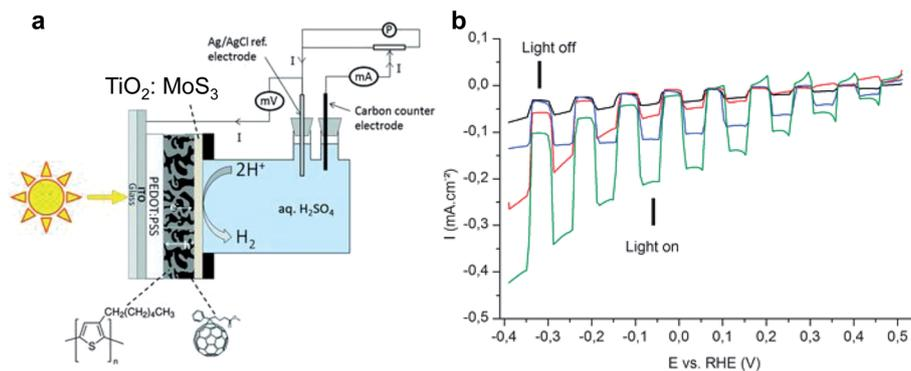 a
Ag/AgCl ref.
electrode
P
I
I
mA
mV
I
TiO2: MoS3
Carbon counter
electrode
Glass
ITO
PEDOT:PSS
2H+
aq. H2SO4
H2
CH2(CH2)4CH3
S
n
b
0,1
0,0
-0,1
-0,2
-0,3
-0,4
-0,5
I (mA.cm-2)
Light off
Light on
-0,4
-0,3
-0,2
-0,1
0,0
0,1
0,2
0,3
0,4
0,5
E vs. RHE (V)